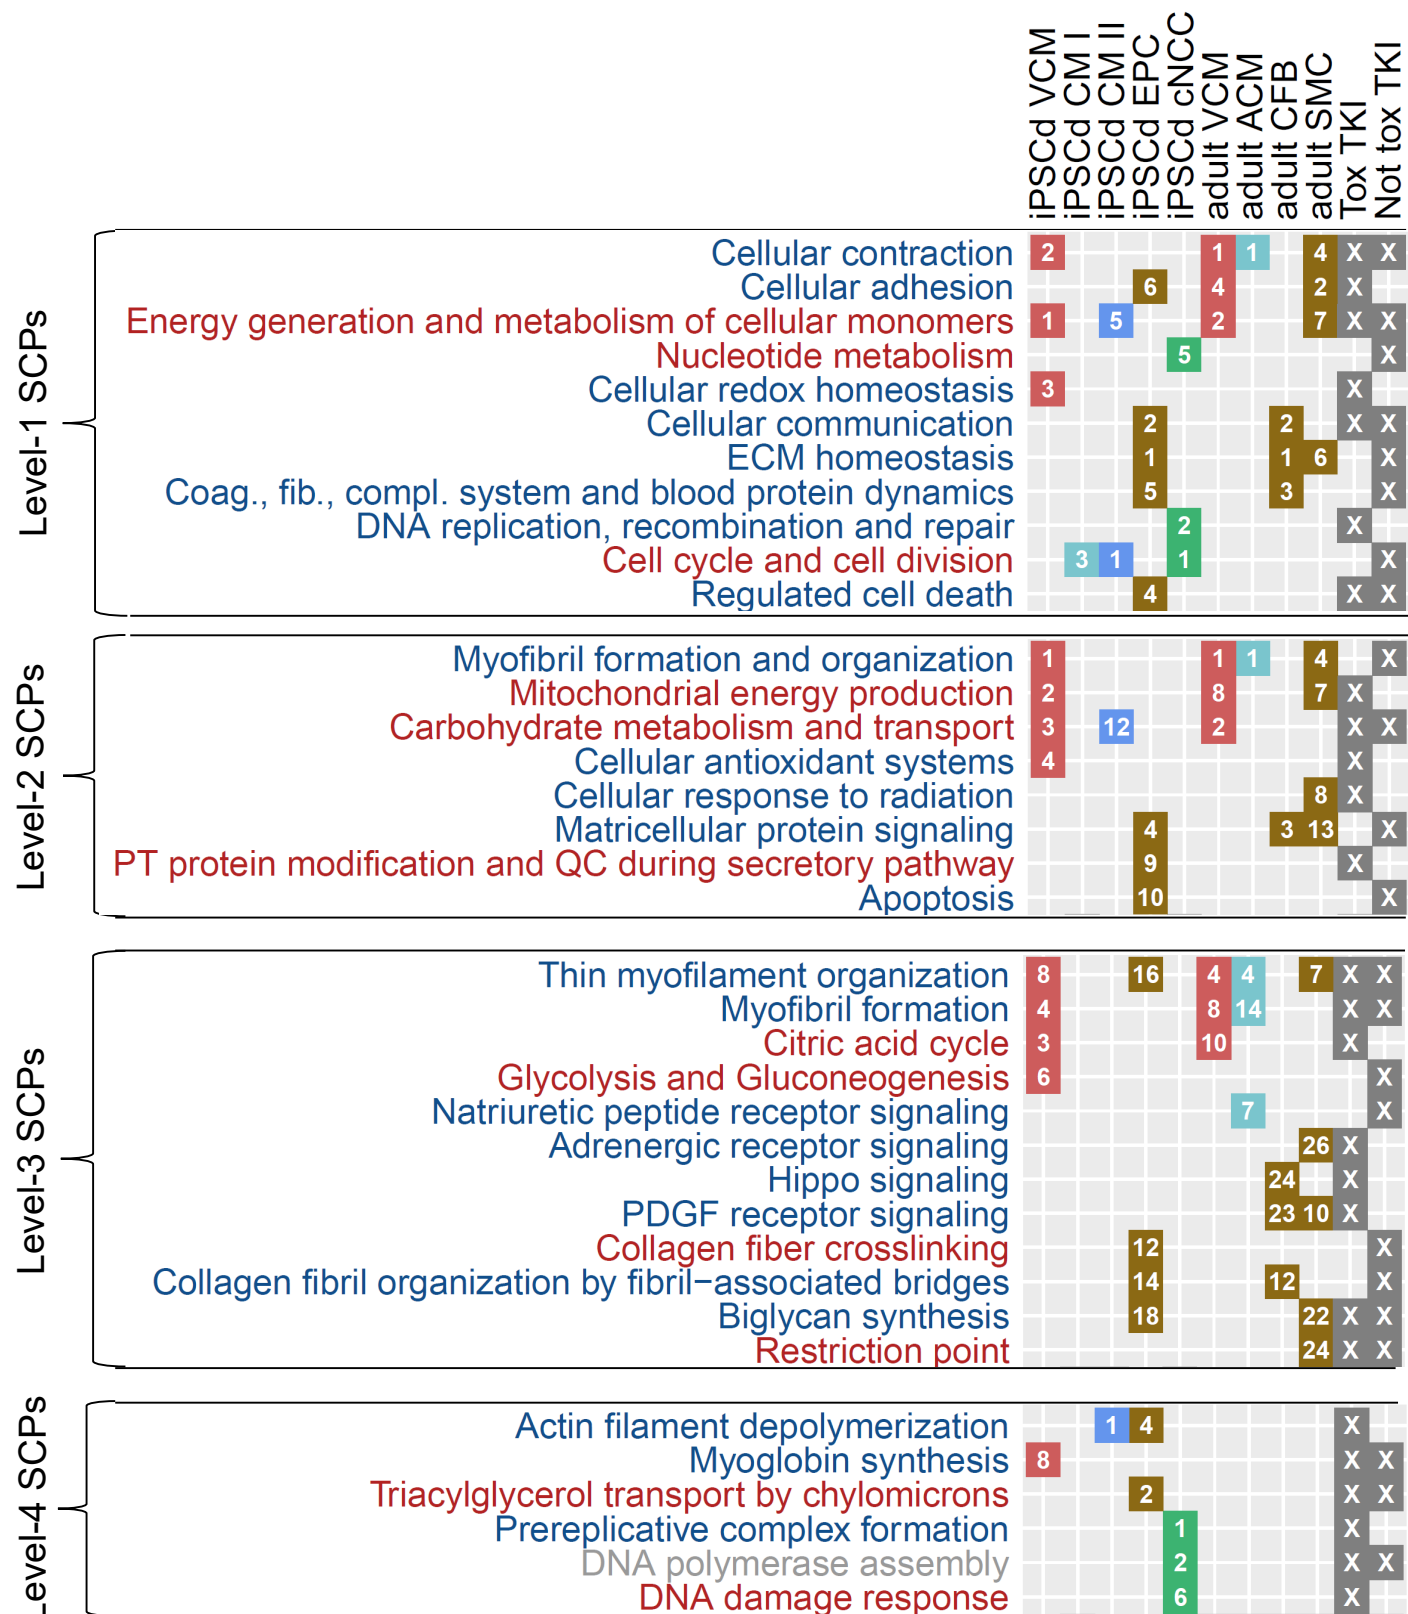 iPSCd VCM
iPSCd CM I
iPSCd CM II
iPSCd EPC
iPSCd cNCC
adult VCM
adult ACM
adult CFB
adult SMC
Tox TKI
Not tox TKI
Level-1 SCPs
Cellular contraction 2 1 1 4 X X
Cellular adhesion 6 4 2 X
Energy generation and metabolism of cellular monomers 1 5 2 7 X X
Nucleotide metabolism 5 X
Cellular redox homeostasis 3 X
Cellular communication 2 2 X X
ECM homeostasis 1 1 6 X
Coag., fib., compl. system and blood protein dynamics 5 3 X
DNA replication, recombination and repair 2 X
Cell cycle and cell division 3 1 1 X
Regulated cell death 4 X X
Level-2 SCPs
Myofibril formation and organization 1 1 1 4 X
Mitochondrial energy production 2 8 7 X
Carbohydrate metabolism and transport 3 12 2 X X
Cellular antioxidant systems 4 X
Cellular response to radiation 8 X
Matricellular protein signaling 4 3 13 X
PT protein modification and QC during secretory pathway 9 X
Apoptosis 10 X
Level-3 SCPs
Thin myofilament organization 8 16 4 4 7 X X
Myofibril formation 4 8 14 X X
Citric acid cycle 3 10 X
Glycolysis and Gluconeogenesis 6 X
Natriuretic peptide receptor signaling 7 X
Adrenergic receptor signaling 26 X
Hippo signaling 24 X
PDGF receptor signaling 23 10 X
Collagen fiber crosslinking 12 X
Collagen fibril organization by fibril−associated bridges 14 12 X
Biglycan synthesis 18 22 X X
Restriction point 24 X X
Level-4 SCPs
Actin filament depolymerization 1 4 X
Myoglobin synthesis 8 X X
Triacylglycerol transport by chylomicrons 2 X X
Prereplicative complex formation 1 X
DNA polymerase assembly 2 X X
DNA damage response 6 X